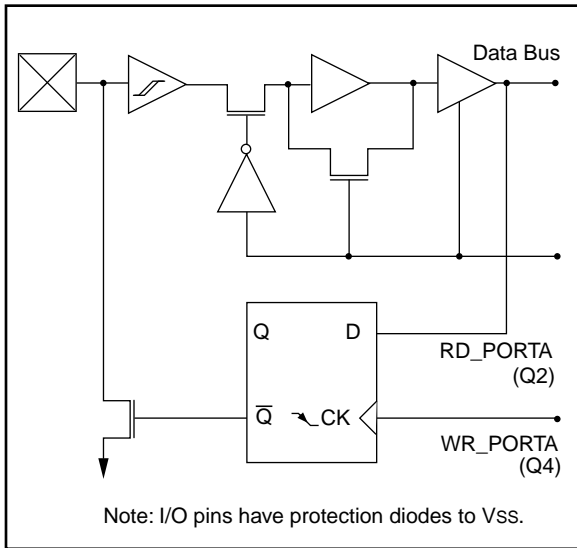 Data Bus
Q
D
RD_PORTA
(Q2)
Q̅
CK
WR_PORTA
(Q4)
Note: I/O pins have protection diodes to VSS.